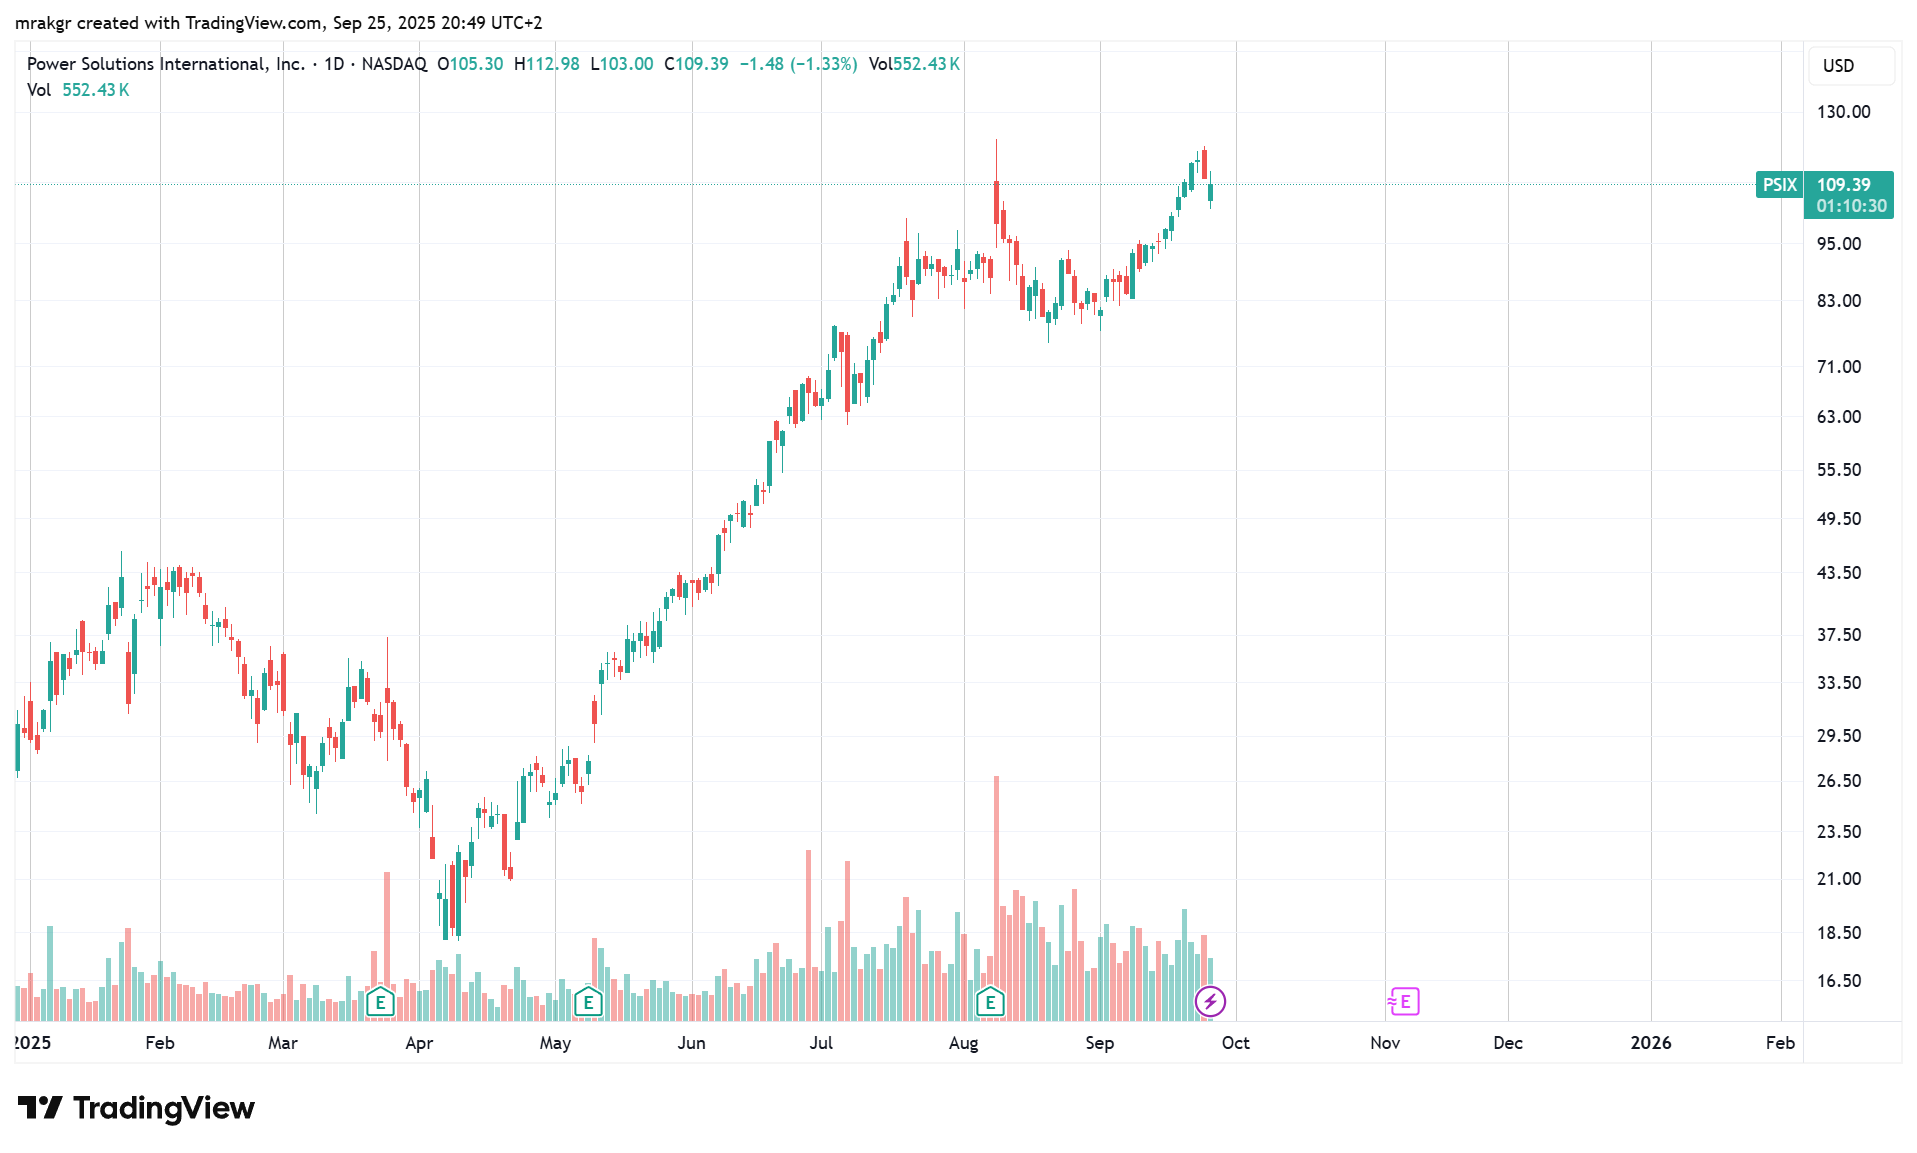 mrakgr created with TradingView.com, Sep 25, 2025 20:49 UTC+2
Power Solutions International, Inc. · 1D · NASDAQ O105.30 H112.98 L103.00 C109.39 −1.48 (−1.33%) Vol552.43 K
Vol 552.43 K
USD
130.00
PSIX 109.39
01:10:30
95.00
83.00
71.00
63.00
55.50
49.50
43.50
37.50
33.50
29.50
26.50
23.50
21.00
18.50
16.50
E E E ≈E
2025 Feb Mar Apr May Jun Jul Aug Sep Oct Nov Dec 2026 Feb
TradingView